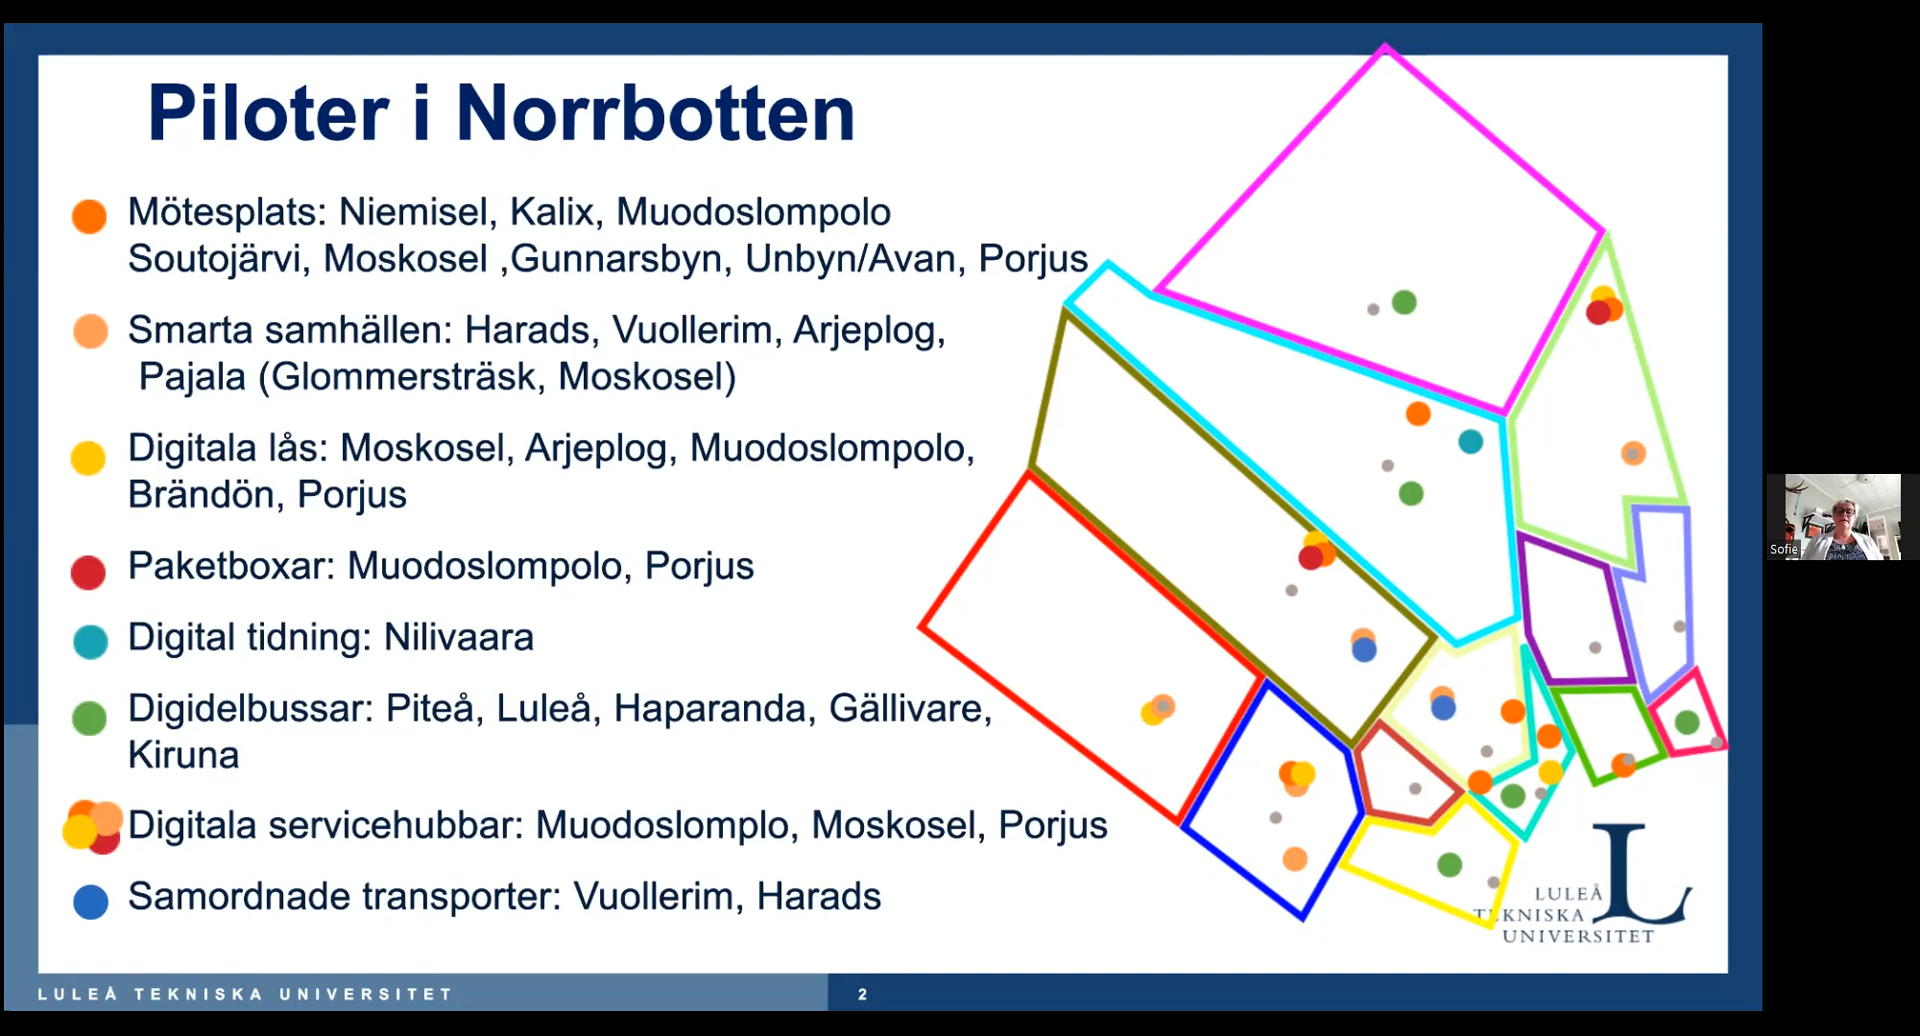 Piloter i Norrbotten
Mötesplats: Niemisel, Kalix, Muodoslompolo
Soutojärvi, Moskosel ,Gunnarsbyn, Unbyn/Avan, Porjus
Smarta samhällen: Harads, Vuollerim, Arjeplog,
Pajala (Glommersträsk, Moskosel)
Digitala lås: Moskosel, Arjeplog, Muodoslompolo,
Brändön, Porjus
Paketboxar: Muodoslompolo, Porjus
Digital tidning: Nilivaara
Digidelbussar: Piteå, Luleå, Haparanda, Gällivare,
Kiruna
Digitala servicehubbar: Muodoslomplo, Moskosel, Porjus
Samordnade transporter: Vuollerim, Harads
LULEÅ
TEKNISKA
UNIVERSITET
L
LULEÅ TEKNISKA UNIVERSITET
2
Sofie